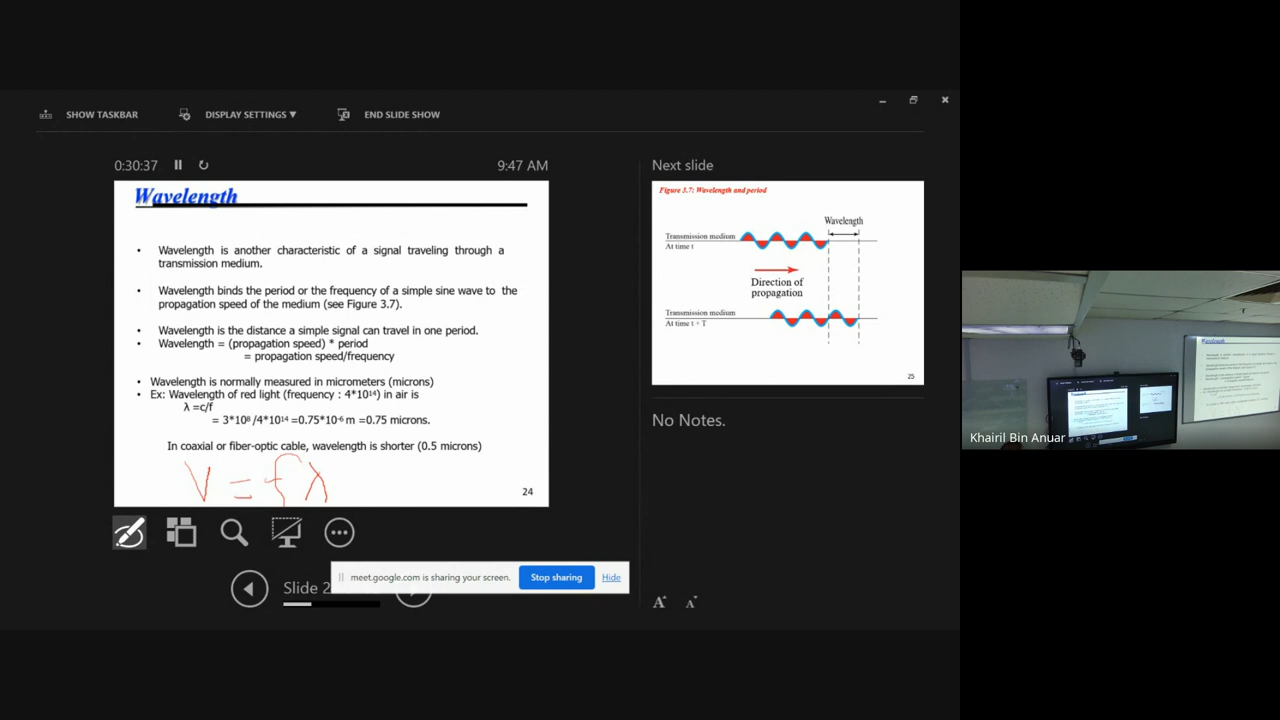 SHOW TASKBAR
DISPLAY SETTINGS ▼
END SLIDE SHOW
0:30:37
9:47 AM
Wavelength
• Wavelength is another characteristic of a signal traveling through a
transmission medium.
• Wavelength binds the period or the frequency of a simple sine wave to the
propagation speed of the medium (see Figure 3.7).
• Wavelength is the distance a simple signal can travel in one period.
• Wavelength = (propagation speed) * period
= propagation speed/frequency
• Wavelength is normally measured in micrometers (microns)
• Ex: Wavelength of red light (frequency : 4*10¹⁴) in air is
λ =c/f
= 3*10⁸ /4*10¹⁴ =0.75*10⁻⁶ m =0.75 microns.
In coaxial or fiber-optic cable, wavelength is shorter (0.5 microns)
V = fλ
24
Slide 2
meet.google.com is sharing your screen.
Stop sharing
Hide
Next slide
Figure 3.7: Wavelength and period
Wavelength
Transmission medium
At time t
Direction of
propagation
Transmission medium
At time t + T
25
No Notes.
A A
Khairil Bin Anuar